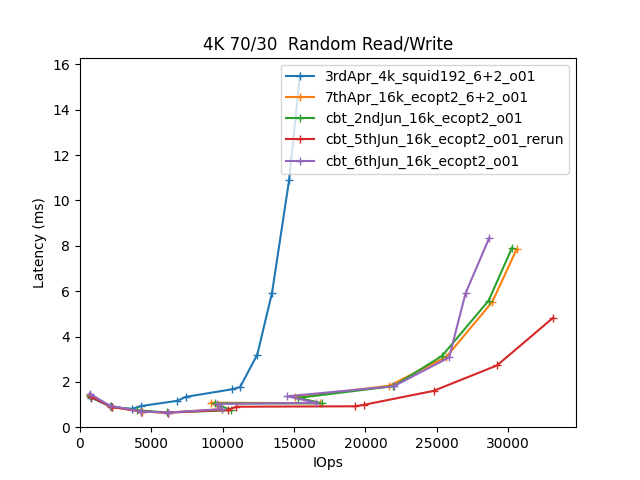 4K 70/30  Random Read/Write
16
14
12
10
8
6
4
2
0
Latency (ms)
3rdApr_4k_squid192_6+2_o01
7thApr_16k_ecopt2_6+2_o01
cbt_2ndJun_16k_ecopt2_o01
cbt_5thJun_16k_ecopt2_o01_rerun
cbt_6thJun_16k_ecopt2_o01
0 5000 10000 15000 20000 25000 30000
IOps